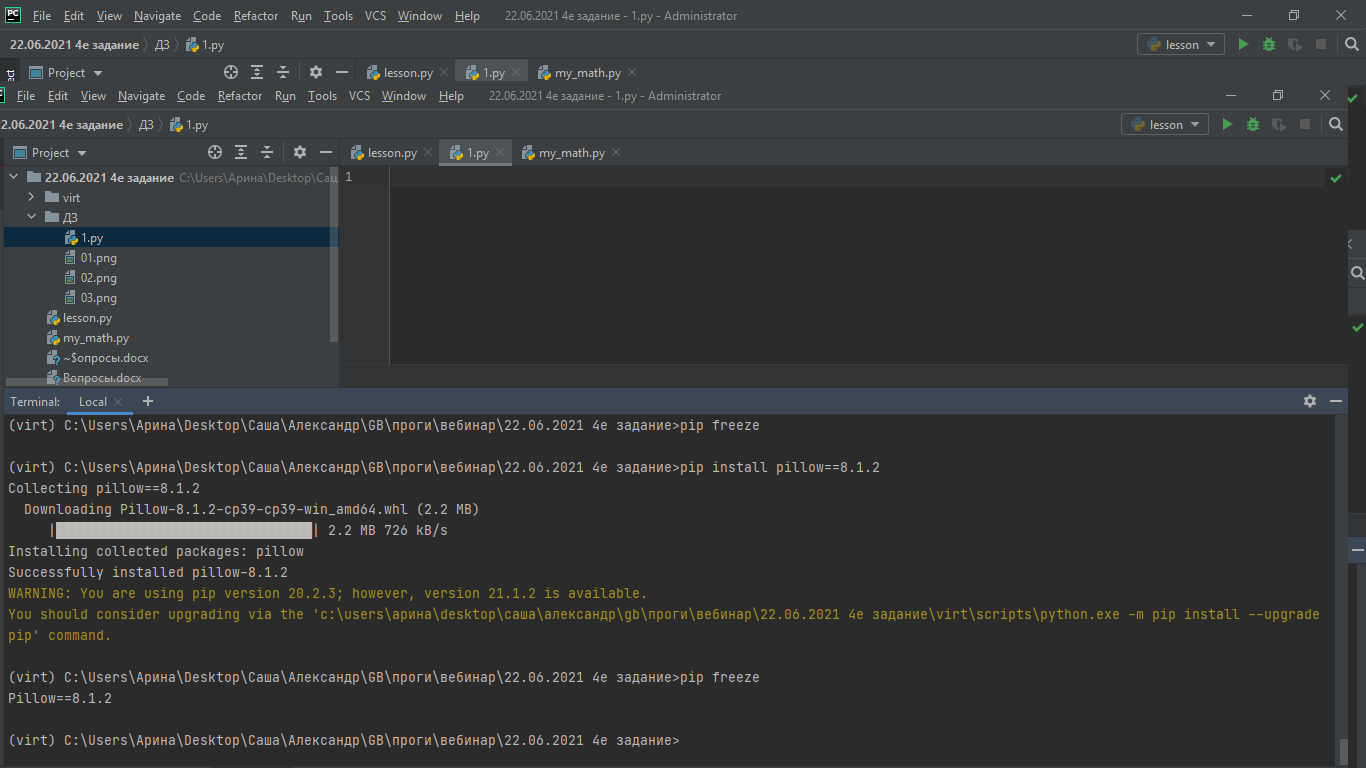 PC File Edit View Navigate Code Refactor Run Tools VCS Window Help 22.06.2021 4е задание - 1.py - Administrator
22.06.2021 4е задание ДЗ 1.py lesson
Project lesson.py 1.py my_math.py
File Edit View Navigate Code Refactor Run Tools VCS Window Help 22.06.2021 4е задание - 1.py - Administrator
2.06.2021 4е задание ДЗ 1.py lesson
Project lesson.py 1.py my_math.py
22.06.2021 4е задание C:\Users\Арина\Desktop\Саш 1
virt
ДЗ
1.py
01.png
02.png
03.png
lesson.py
my_math.py
~$опросы.docx
Вопросы.docx
Terminal: Local +
(virt) C:\Users\Арина\Desktop\Саша\Александр\GB\проги\вебинар\22.06.2021 4е задание>pip freeze
(virt) C:\Users\Арина\Desktop\Саша\Александр\GB\проги\вебинар\22.06.2021 4е задание>pip install pillow==8.1.2
Collecting pillow==8.1.2
Downloading Pillow-8.1.2-cp39-cp39-win_amd64.whl (2.2 MB)
|████████████████████████████████| 2.2 MB 726 kB/s
Installing collected packages: pillow
Successfully installed pillow-8.1.2
WARNING: You are using pip version 20.2.3; however, version 21.1.2 is available.
You should consider upgrading via the 'c:\users\арина\desktop\саша\александр\gb\проги\вебинар\22.06.2021 4е задание\virt\scripts\python.exe -m pip install --upgrade
pip' command.
(virt) C:\Users\Арина\Desktop\Саша\Александр\GB\проги\вебинар\22.06.2021 4е задание>pip freeze
Pillow==8.1.2
(virt) C:\Users\Арина\Desktop\Саша\Александр\GB\проги\вебинар\22.06.2021 4е задание>